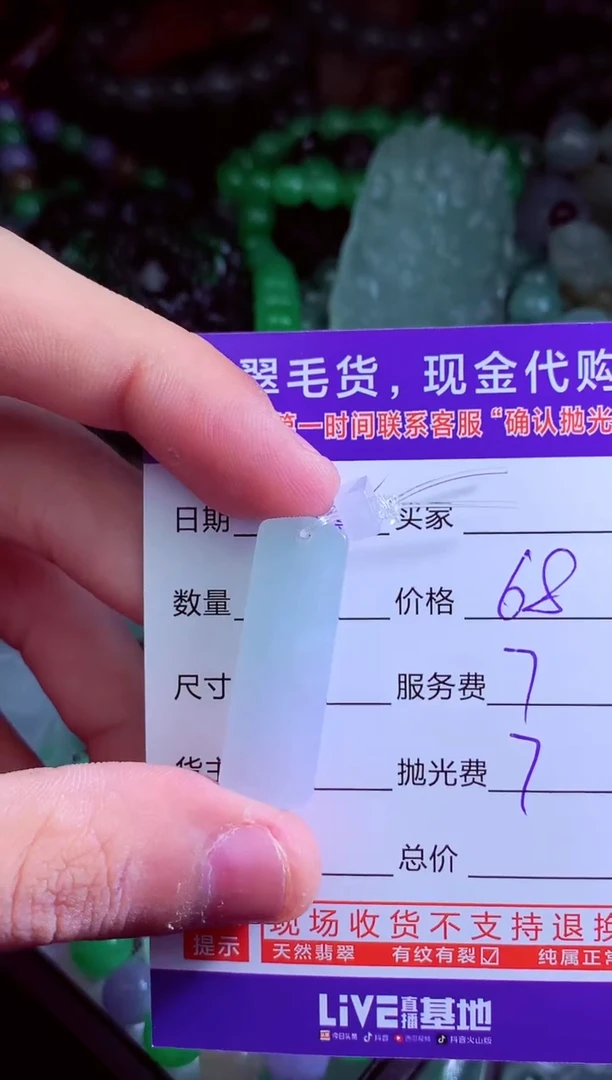 翠毛货，现金代购
第一时间联系客服“确认抛光
日期 买家
数量 价格 68
尺寸 服务费 7
货主 抛光费 7
总价
提示 现场收货不支持退换
天然翡翠 有纹有裂☑ 纯属正常
LiVE直播基地
今日头条 抖音 西瓜视频 抖音火山版